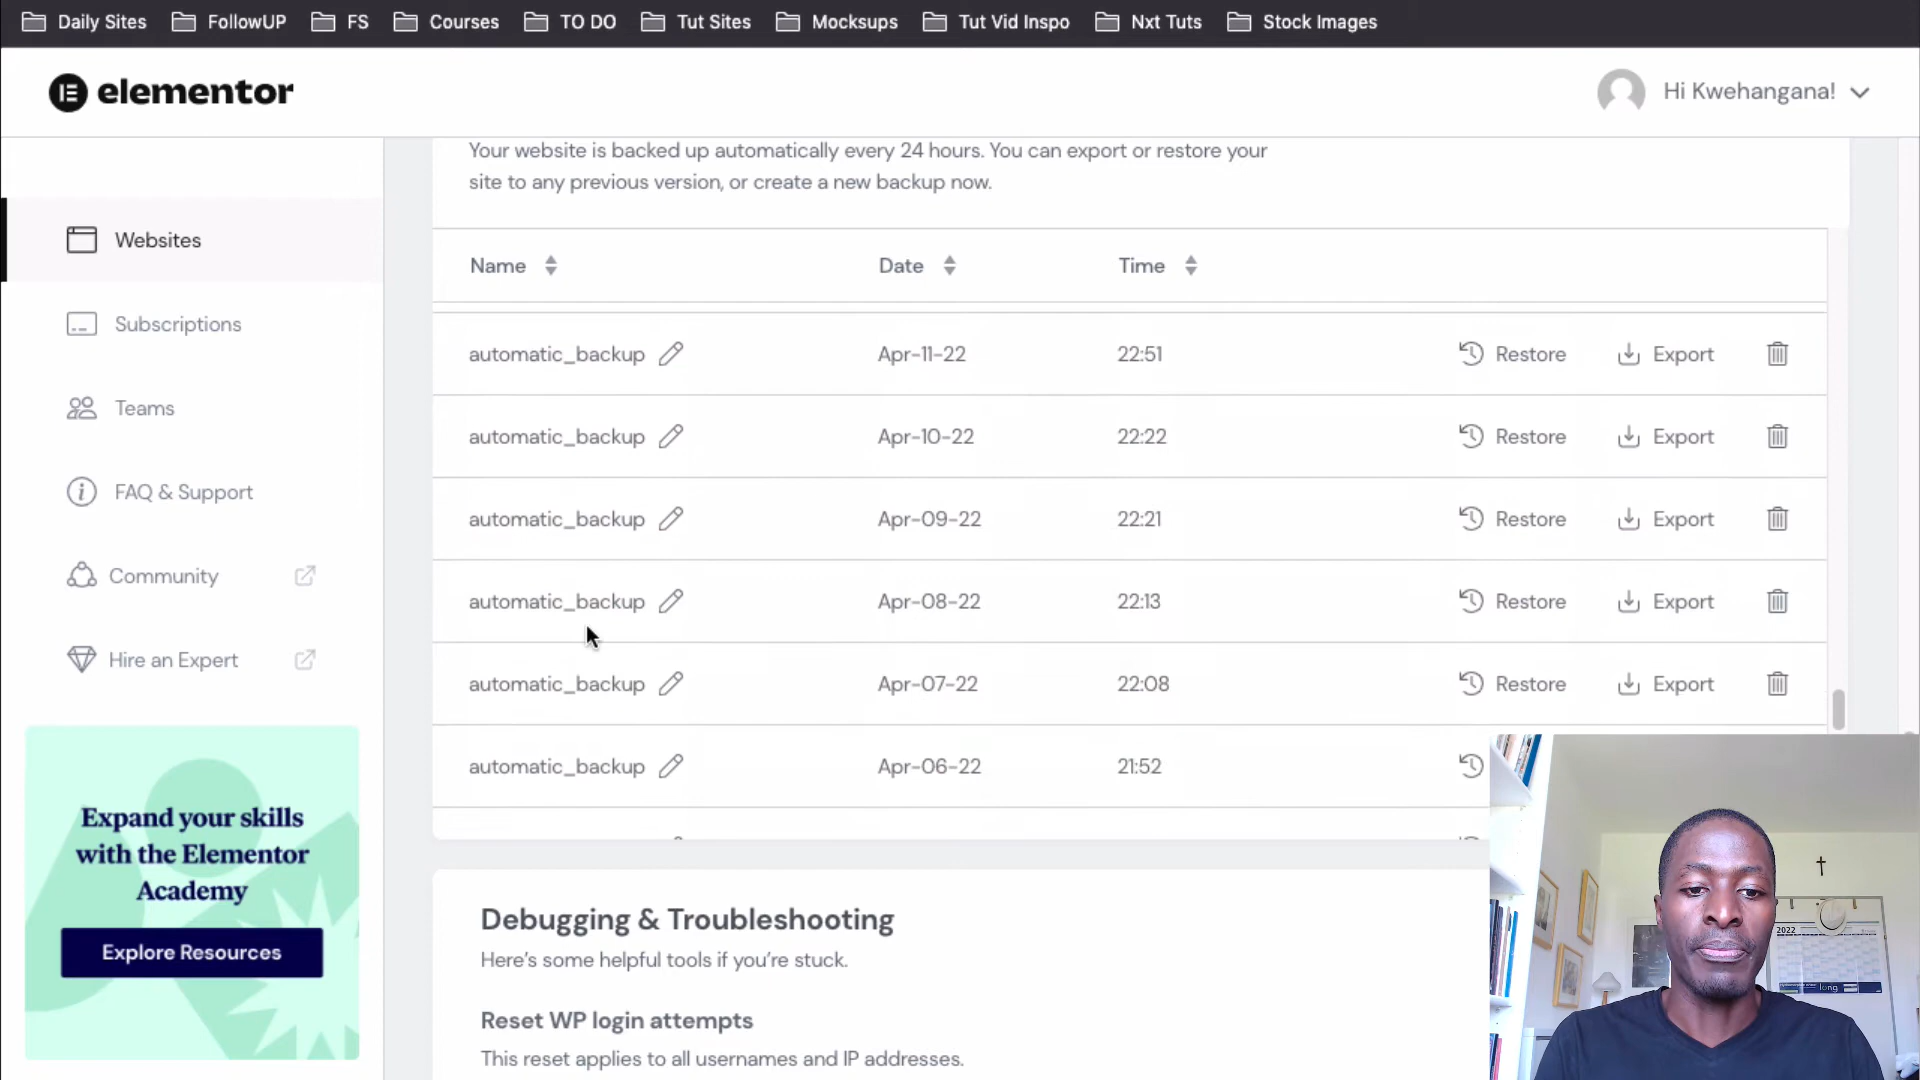 Daily Sites FollowUP FS Courses TO DO Tut Sites Mocksups Tut Vid Inspo Nxt Tuts Stock Images
elementor
Hi Kwehangana!
Your website is backed up automatically every 24 hours. You can export or restore your
site to any previous version, or create a new backup now.
Websites
Subscriptions
Teams
FAQ & Support
Community
Hire an Expert
Name Date Time
automatic_backup Apr-11-22 22:51 Restore Export
automatic_backup Apr-10-22 22:22 Restore Export
automatic_backup Apr-09-22 22:21 Restore Export
automatic_backup Apr-08-22 22:13 Restore Export
automatic_backup Apr-07-22 22:08 Restore Export
automatic_backup Apr-06-22 21:52
Expand your skills
with the Elementor
Academy
Explore Resources
Debugging & Troubleshooting
Here's some helpful tools if you're stuck.
Reset WP login attempts
This reset applies to all usernames and IP addresses.
2022
long